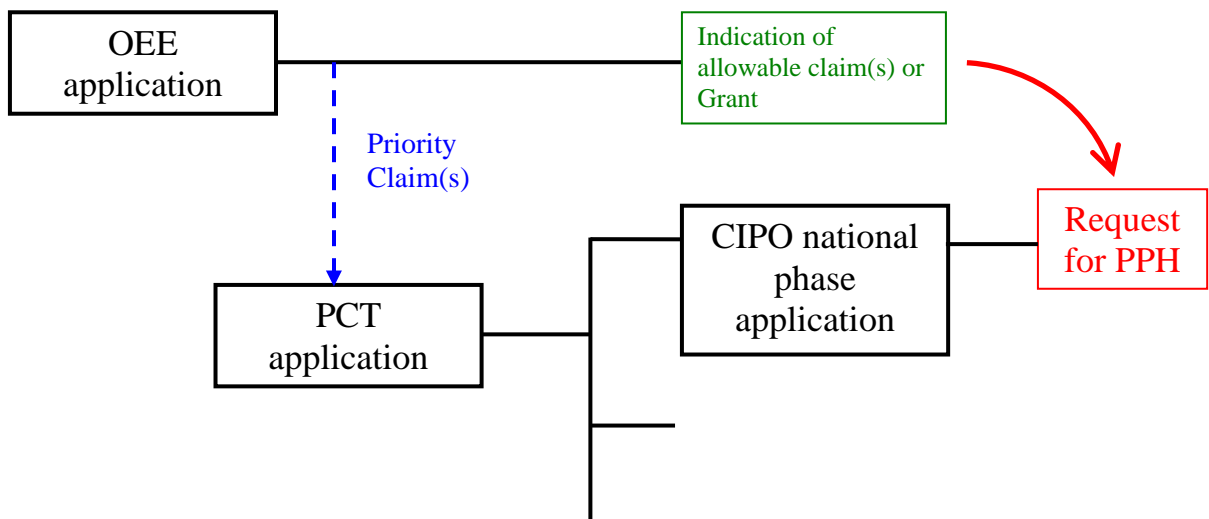 OEE
application
Indication of
allowable claim(s) or
Grant
Priority
Claim(s)
CIPO national
phase
application
Request
for PPH
PCT
application